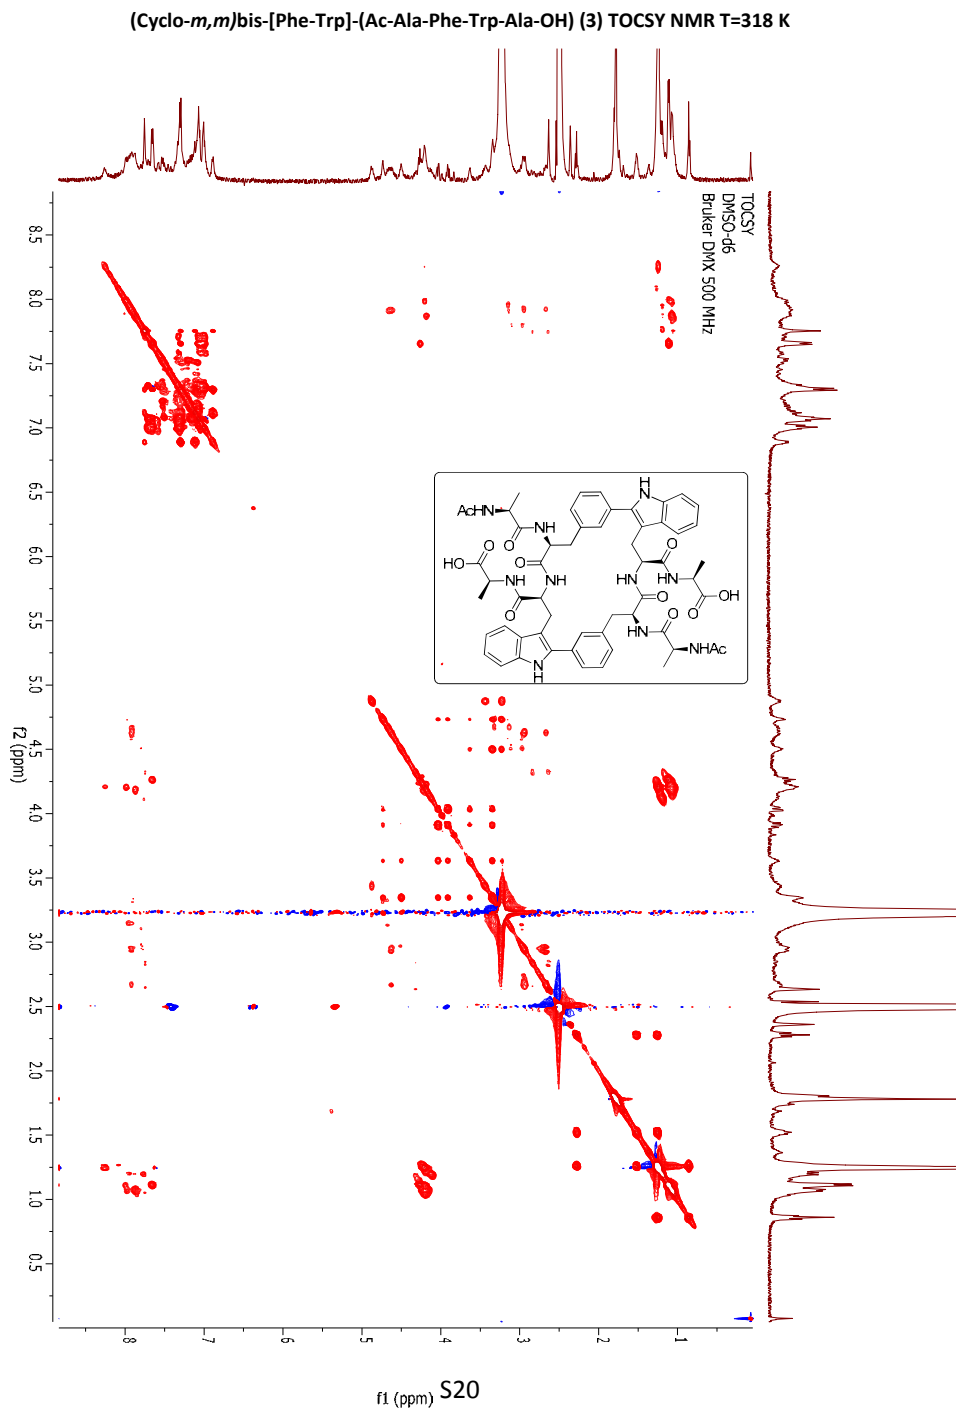 (Cyclo-m,m)bis-[Phe-Trp]-(Ac-Ala-Phe-Trp-Ala-OH) (3) TOCSY NMR T=318 K
TOCSY
DMSO-d6
Bruker DMX 500 MHz
8.5
8.0
7.5
7.0
6.5
6.0
5.5
5.0
4.5
4.0
3.5
3.0
2.5
2.0
1.5
1.0
0.5
f2 (ppm)
H
N
AcHN
O
NH
O
HO
O
NH
NH
O
N
H
O
HN
NH
O
O
OH
HN
O
NHAc
8
7
6
5
4
3
2
1
f1 (ppm)
S20